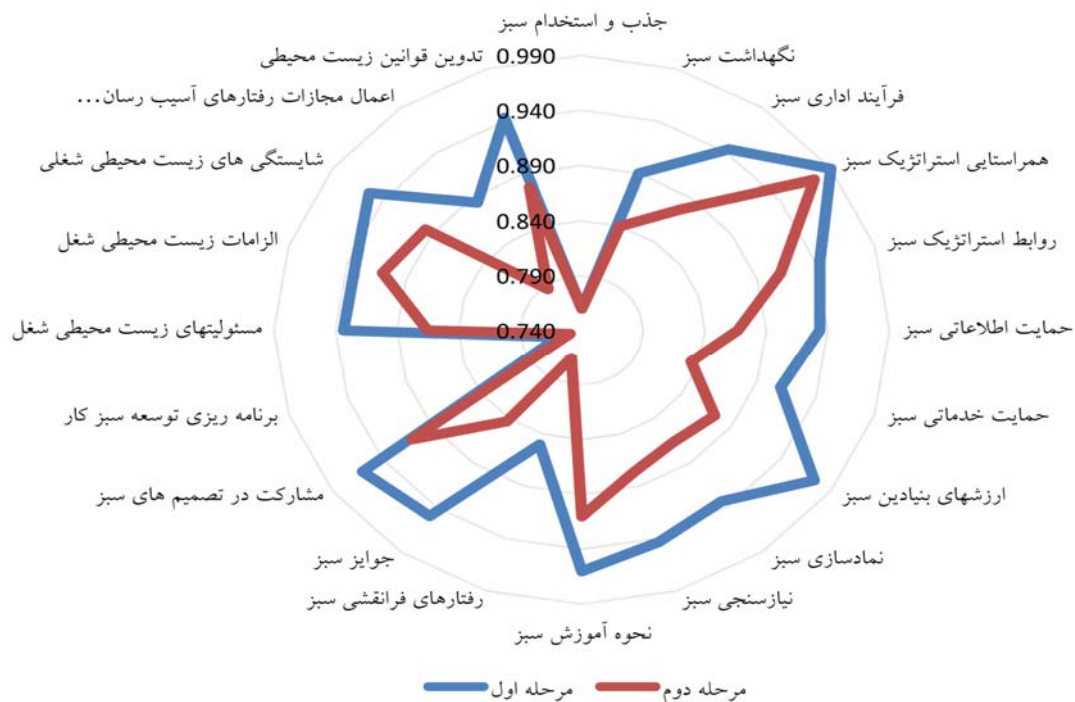 جذب و استخدام سبز
نگهداشت سبز
فرآیند اداری سبز
همراستایی استراتژیک سبز
روابط استراتژیک سبز
حمایت اطلاعاتی سبز
حمایت خدماتی سبز
ارزشهای بنیادین سبز
نمادسازی سبز
نیازسنجی سبز
نحوه آموزش سبز
رفتارهای فرانقشی سبز
جوایز سبز
مشارکت در تصمیم های سبز
برنامه ریزی توسعه سبز کار
مسئولیتهای زیست محیطی شغل
الزامات زیست محیطی شغل
شایستگی های زیست محیطی شغلی
اعمال مجازات رفتارهای آسیب رسان...
تدوین قوانین زیست محیطی
0.990
0.940
0.890
0.840
0.790
0.740
مرحله اول
مرحله دوم